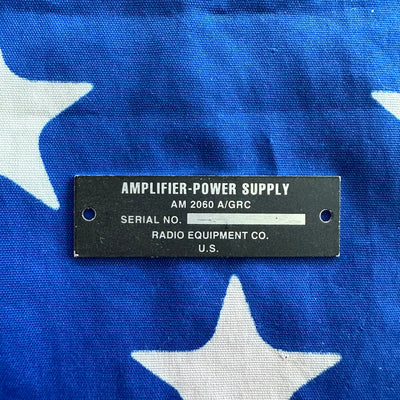 AMPLIFIER-POWER SUPPLY
AM 2060 A/GRC
SERIAL NO.
RADIO EQUIPMENT CO.
U.S.